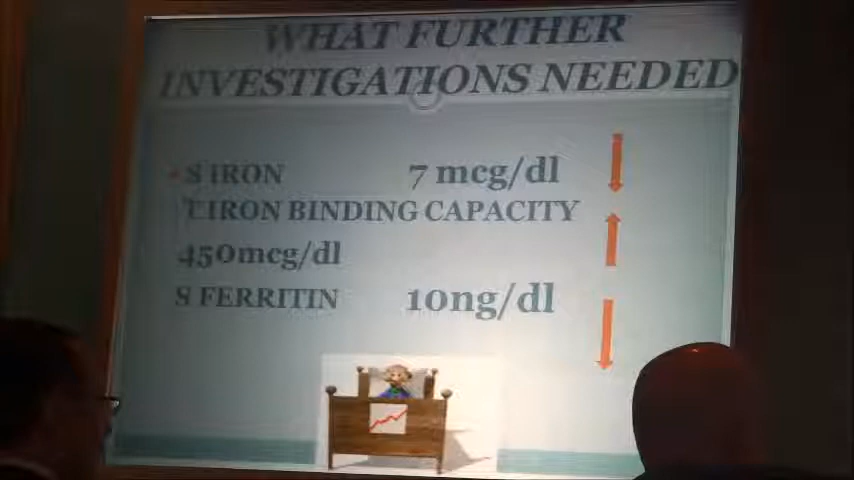 WHAT FURTHER
INVESTIGATIONS NEEDED
S IRON 7 mcg/dl
T.IRON BINDING CAPACITY
450mcg/dl
S FERRITIN 10ng/dl